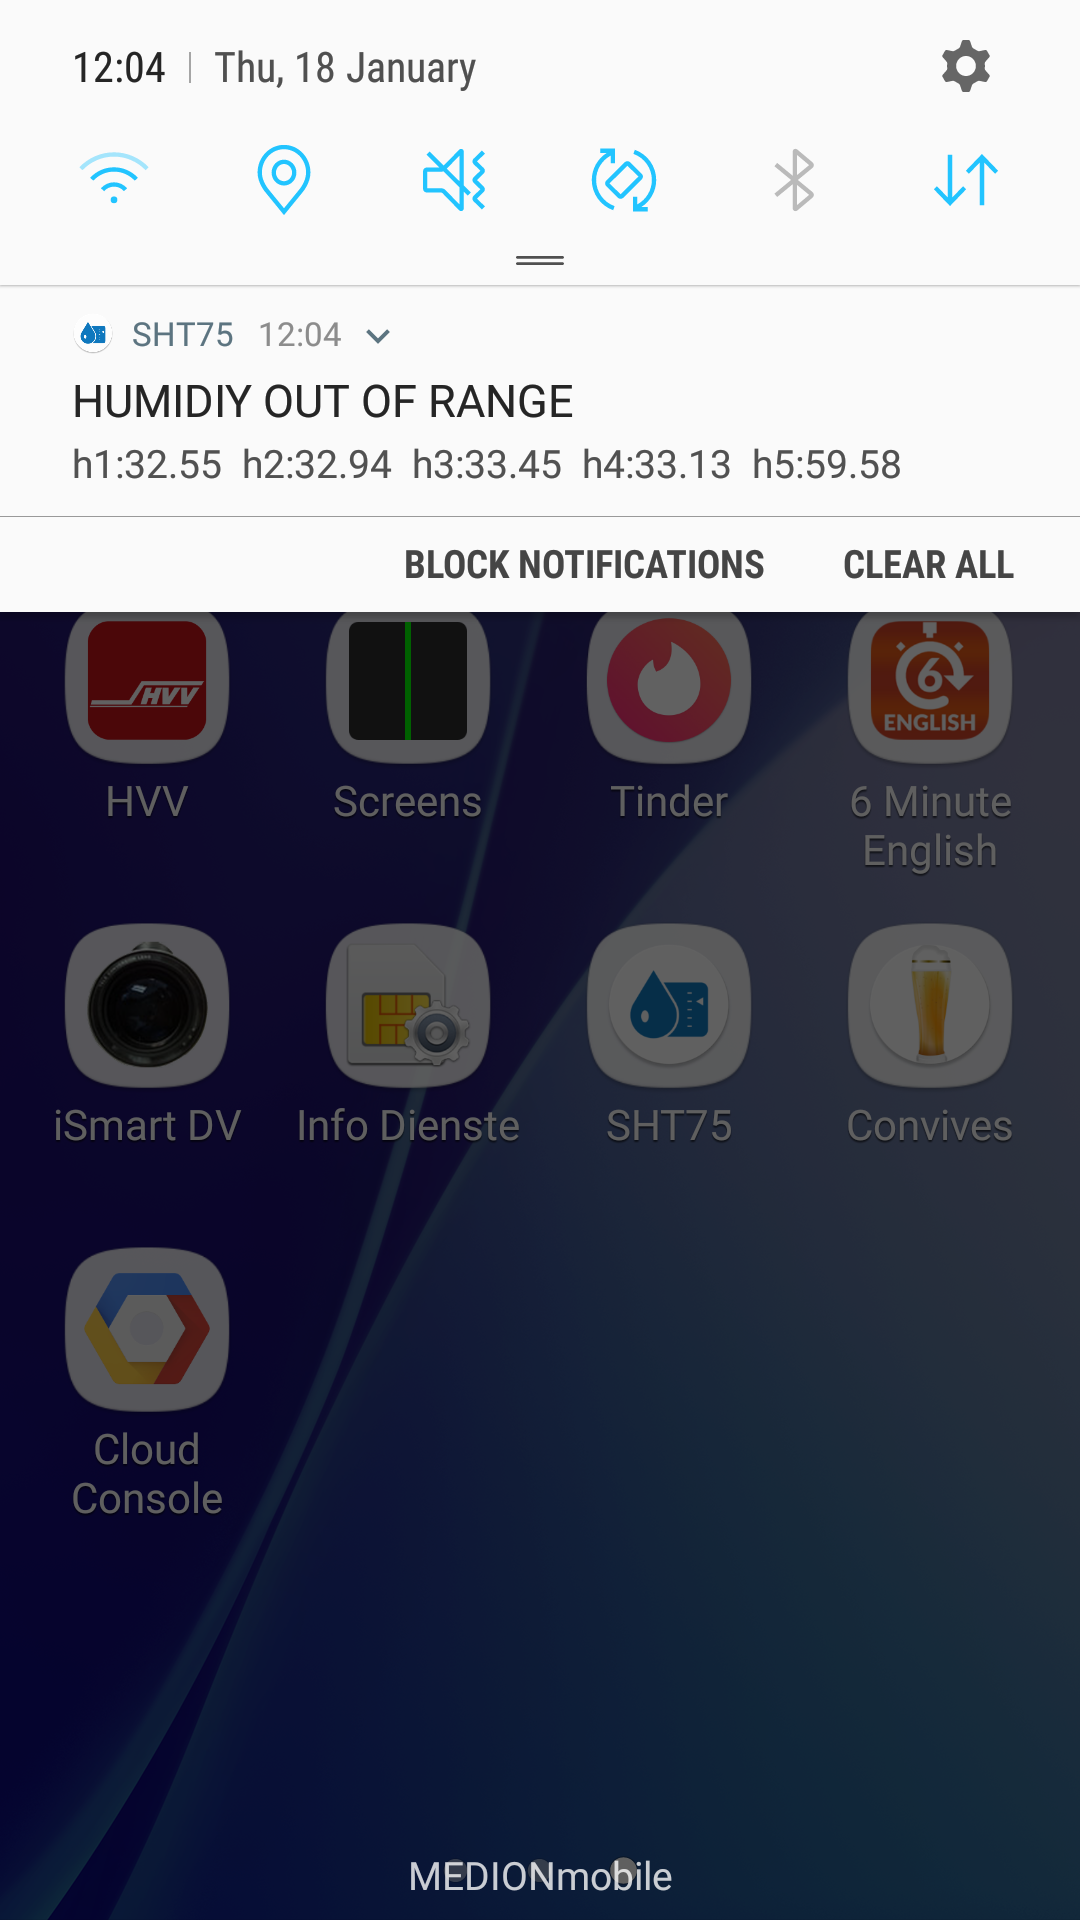 12:04 | Thu, 18 January
SHT75 12:04
HUMIDIY OUT OF RANGE
h1:32.55 h2:32.94 h3:33.45 h4:33.13 h5:59.58
BLOCK NOTIFICATIONS CLEAR ALL
HVV
6
ENGLISH
HVV Screens Tinder 6 Minute
English
iSmart DV Info Dienste SHT75 Convives
Cloud
Console
MEDIONmobile